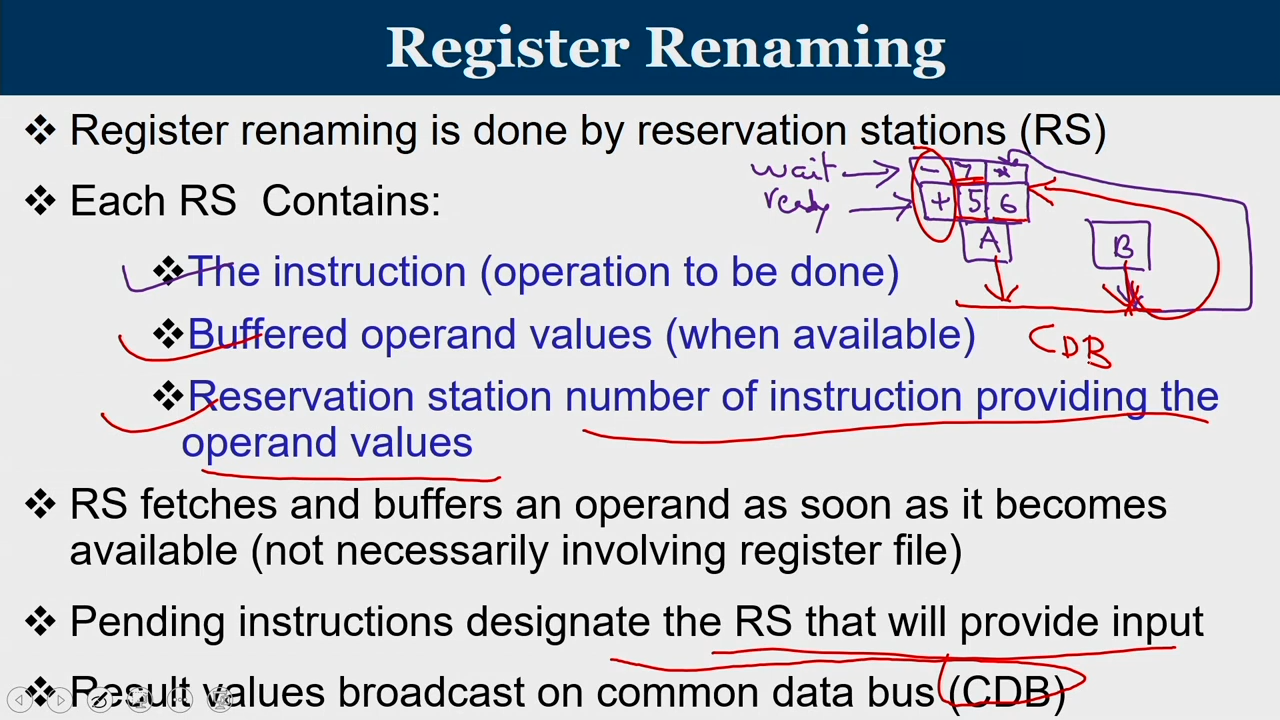 Register Renaming
❖ Register renaming is done by reservation stations (RS)
❖ Each RS Contains:
wait → - 7 *
ready → + 5 6
A B
❖The instruction (operation to be done)
❖Buffered operand values (when available)
CDB
❖Reservation station number of instruction providing the
operand values
❖ RS fetches and buffers an operand as soon as it becomes
available (not necessarily involving register file)
❖ Pending instructions designate the RS that will provide input
❖ Result values broadcast on common data bus (CDB)